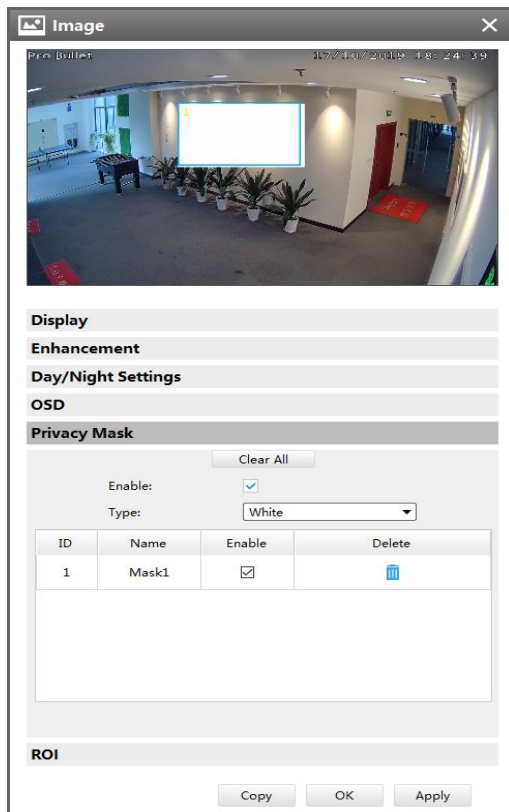 Image
Pro Bullet 17/10/2019 18:24:39
1
Display
Enhancement
Day/Night Settings
OSD
Privacy Mask
Clear All
Enable:
Type: White
ID Name Enable Delete
1 Mask1
ROI
Copy OK Apply